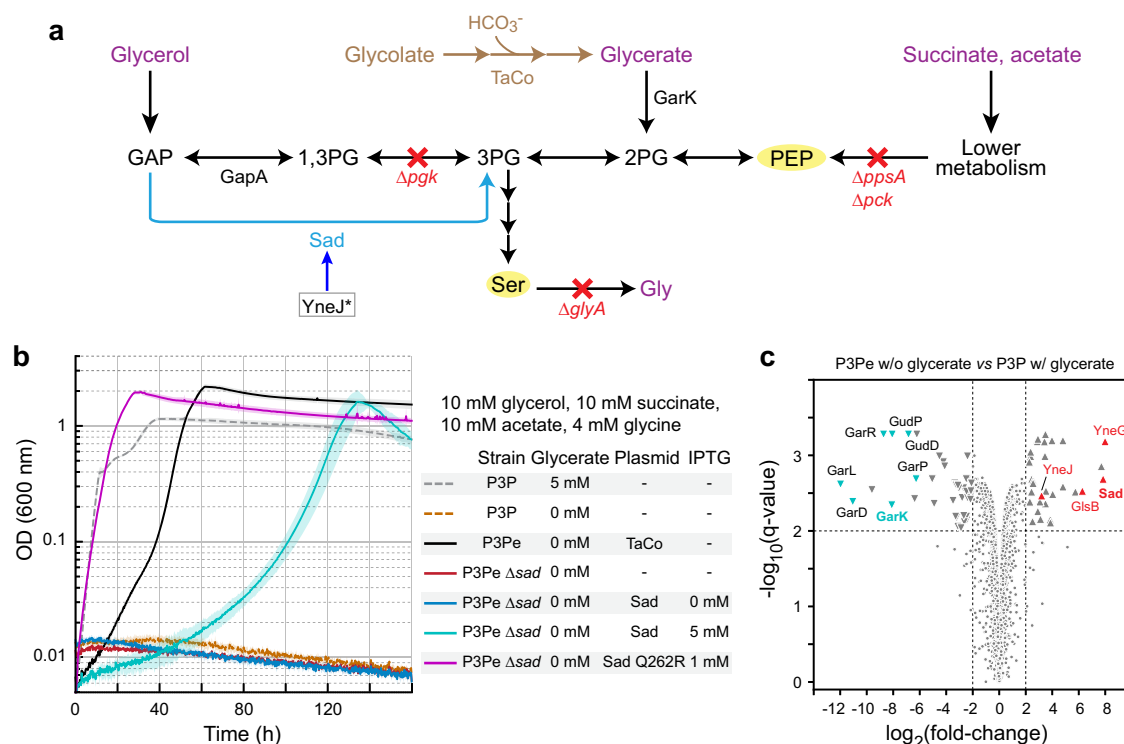 a
HCO₃⁻
Glycerol
Glycolate
Glycerate
Succinate, acetate
TaCo
GarK
GAP
1,3PG
3PG
2PG
PEP
Lower
metabolism
GapA
Δpgk
ΔppsA
Δpck
Sad
YneJ*
Ser
Gly
ΔglyA
b
OD (600 nm)
1
0.1
0.01
0 40 80 120
Time (h)
10 mM glycerol, 10 mM succinate,
10 mM acetate, 4 mM glycine
Strain Glycerate Plasmid IPTG
P3P 5 mM - -
P3P 0 mM - -
P3Pe 0 mM TaCo -
P3Pe Δsad 0 mM - -
P3Pe Δsad 0 mM Sad 0 mM
P3Pe Δsad 0 mM Sad 5 mM
P3Pe Δsad 0 mM Sad Q262R 1 mM
c
P3Pe w/o glycerate vs P3P w/ glycerate
-log₁₀(q-value)
4
3
2
1
0
GarR
GudP
GudD
GarL
GarP
GarD
GarK
YneG
YneJ
Sad
GlsB
-12 -10 -8 -6 -4 -2 0 2 4 6 8
log₂(fold-change)